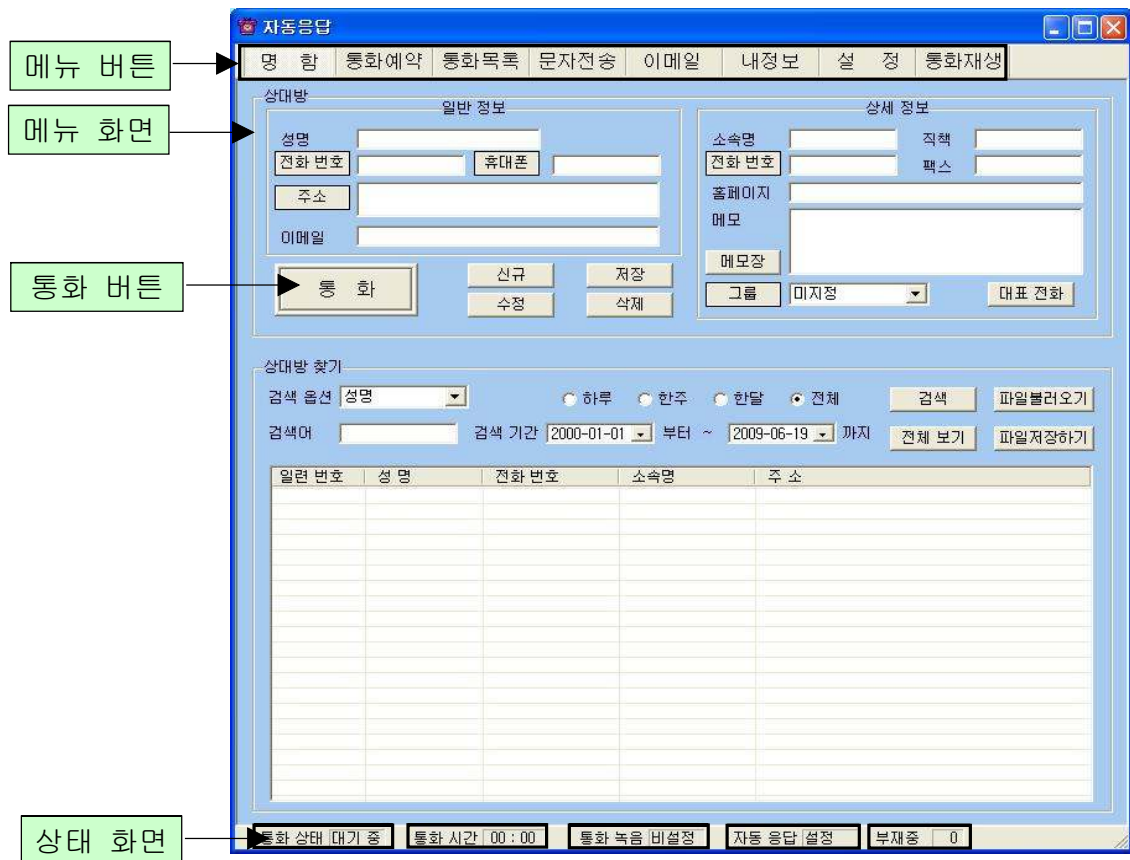 자동응답
메뉴 버튼
명 함 통화예약 통화목록 문자전송 이메일 내정보 설 정 통화재생
메뉴 화면
상대방
일반 정보
성명
전화 번호 휴대폰
주소
이메일
상세 정보
소속명 직책
전화 번호 팩스
홈페이지
메모
메모장
그룹 미지정 대표 전화
통화 버튼
통 화
신규 저장
수정 삭제
상대방 찾기
검색 옵션 성명 하루 한주 한달 전체 검색 파일불러오기
검색어 검색 기간 2000-01-01 부터 ~ 2009-06-19 까지 전체 보기 파일저장하기
일련 번호 성 명 전화 번호 소속명 주 소
상태 화면
통화 상태 대기 중 통화 시간 00 : 00 통화 녹음 비설정 자동 응답 설정 부재중 0